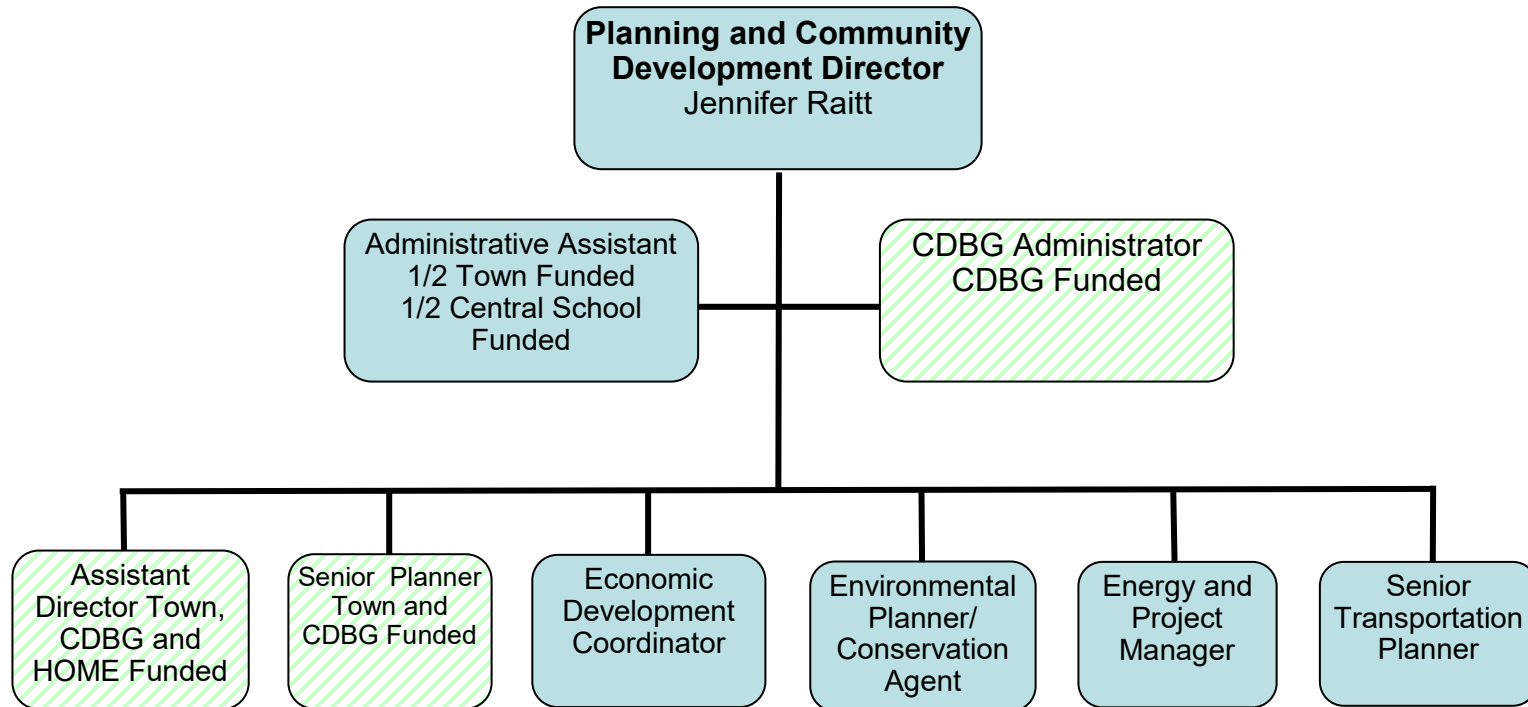 Planning and Community
Development Director
Jennifer Raitt
Administrative Assistant
1/2 Town Funded
1/2 Central School
Funded
CDBG Administrator
CDBG Funded
Assistant
Director Town,
CDBG and
HOME Funded
Senior Planner
Town and
CDBG Funded
Economic
Development
Coordinator
Environmental
Planner/
Conservation
Agent
Energy and
Project
Manager
Senior
Transportation
Planner